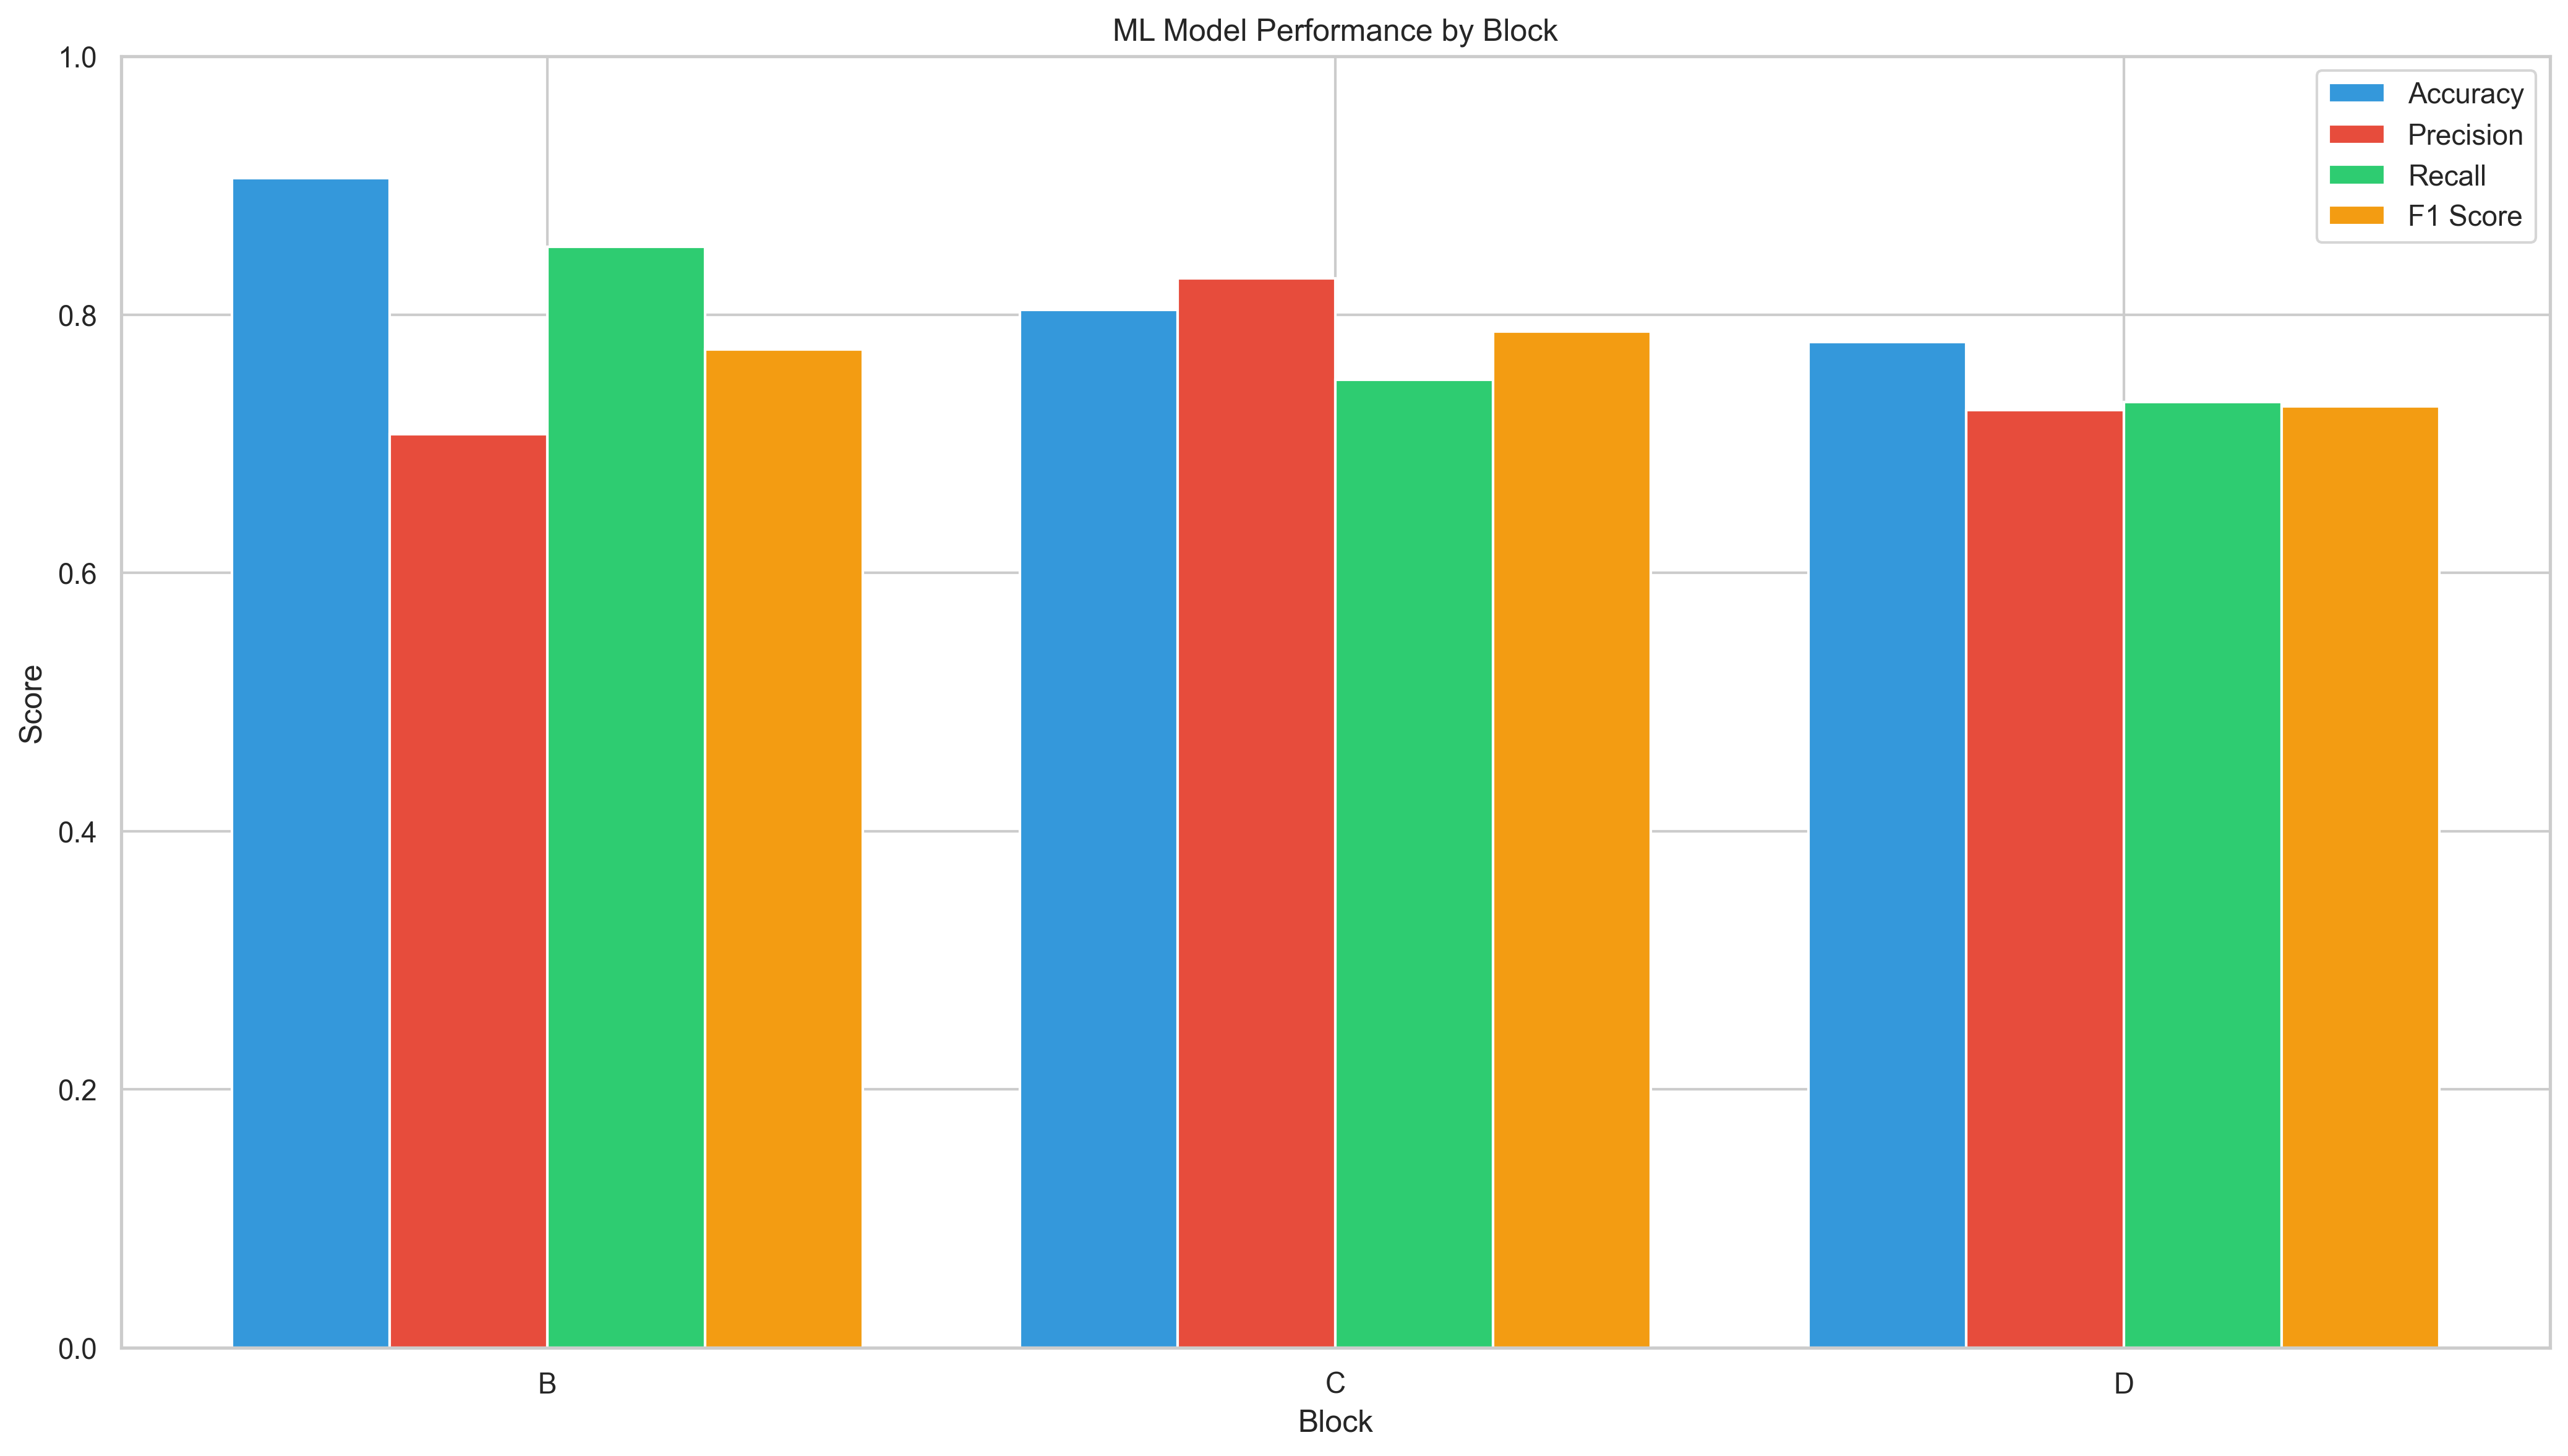 ML Model Performance by Block
1.0
0.8
0.6
0.4
0.2
0.0
Score
Accuracy
Precision
Recall
F1 Score
B
C
D
Block